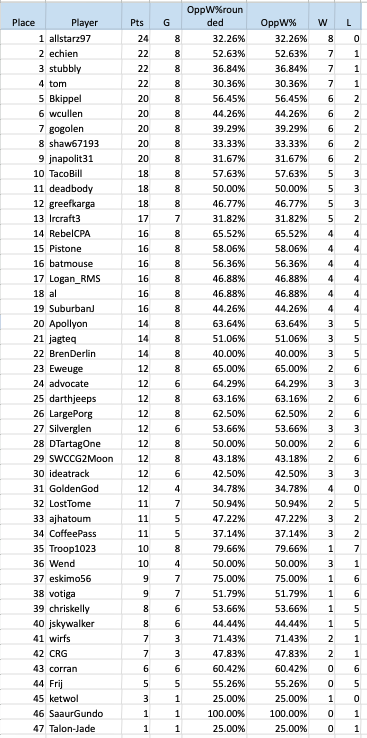 OppW%roun
Place Player Pts G ded OppW% W L
1 allstarz97 24 8 32.26% 32.26% 8 0
2 echien 22 8 52.63% 52.63% 7 1
3 stubbly 22 8 36.84% 36.84% 7 1
4 tom 22 8 30.36% 30.36% 7 1
5 Bkippel 20 8 56.45% 56.45% 6 2
6 wcullen 20 8 44.26% 44.26% 6 2
7 gogolen 20 8 39.29% 39.29% 6 2
8 shaw67193 20 8 33.33% 33.33% 6 2
9 jnapolit31 20 8 31.67% 31.67% 6 2
10 TacoBill 18 8 57.63% 57.63% 5 3
11 deadbody 18 8 50.00% 50.00% 5 3
12 greefkarga 18 8 46.77% 46.77% 5 3
13 lrcraft3 17 7 31.82% 31.82% 5 2
14 RebelCPA 16 8 65.52% 65.52% 4 4
15 Pistone 16 8 58.06% 58.06% 4 4
16 batmouse 16 8 56.36% 56.36% 4 4
17 Logan_RMS 16 8 46.88% 46.88% 4 4
18 al 16 8 46.88% 46.88% 4 4
19 SuburbanJ 16 8 44.26% 44.26% 4 4
20 Apollyon 14 8 63.64% 63.64% 3 5
21 jagteq 14 8 51.06% 51.06% 3 5
22 BrenDerlin 14 8 40.00% 40.00% 3 5
23 Eweuge 12 8 65.00% 65.00% 2 6
24 advocate 12 6 64.29% 64.29% 3 3
25 darthjeeps 12 8 63.16% 63.16% 2 6
26 LargePorg 12 8 62.50% 62.50% 2 6
27 Silverglen 12 6 53.66% 53.66% 3 3
28 DTartagOne 12 8 50.00% 50.00% 2 6
29 SWCCG2Moon 12 8 43.18% 43.18% 2 6
30 ideatrack 12 6 42.50% 42.50% 3 3
31 GoldenGod 12 4 34.78% 34.78% 4 0
32 LostTome 11 7 50.94% 50.94% 2 5
33 ajhatoum 11 5 47.22% 47.22% 3 2
34 CoffeePass 11 5 37.14% 37.14% 3 2
35 Troop1023 10 8 79.66% 79.66% 1 7
36 Wend 10 4 50.00% 50.00% 3 1
37 eskimo56 9 7 75.00% 75.00% 1 6
38 votiga 9 7 51.79% 51.79% 1 6
39 chriskelly 8 6 53.66% 53.66% 1 5
40 jskywalker 8 6 44.44% 44.44% 1 5
41 wirfs 7 3 71.43% 71.43% 2 1
42 CRG 7 3 47.83% 47.83% 2 1
43 corran 6 6 60.42% 60.42% 0 6
44 Frij 5 5 55.26% 55.26% 0 5
45 ketwol 3 1 25.00% 25.00% 1 0
46 SaaurGundo 1 1 100.00% 100.00% 0 1
47 Talon-Jade 1 1 25.00% 25.00% 0 1